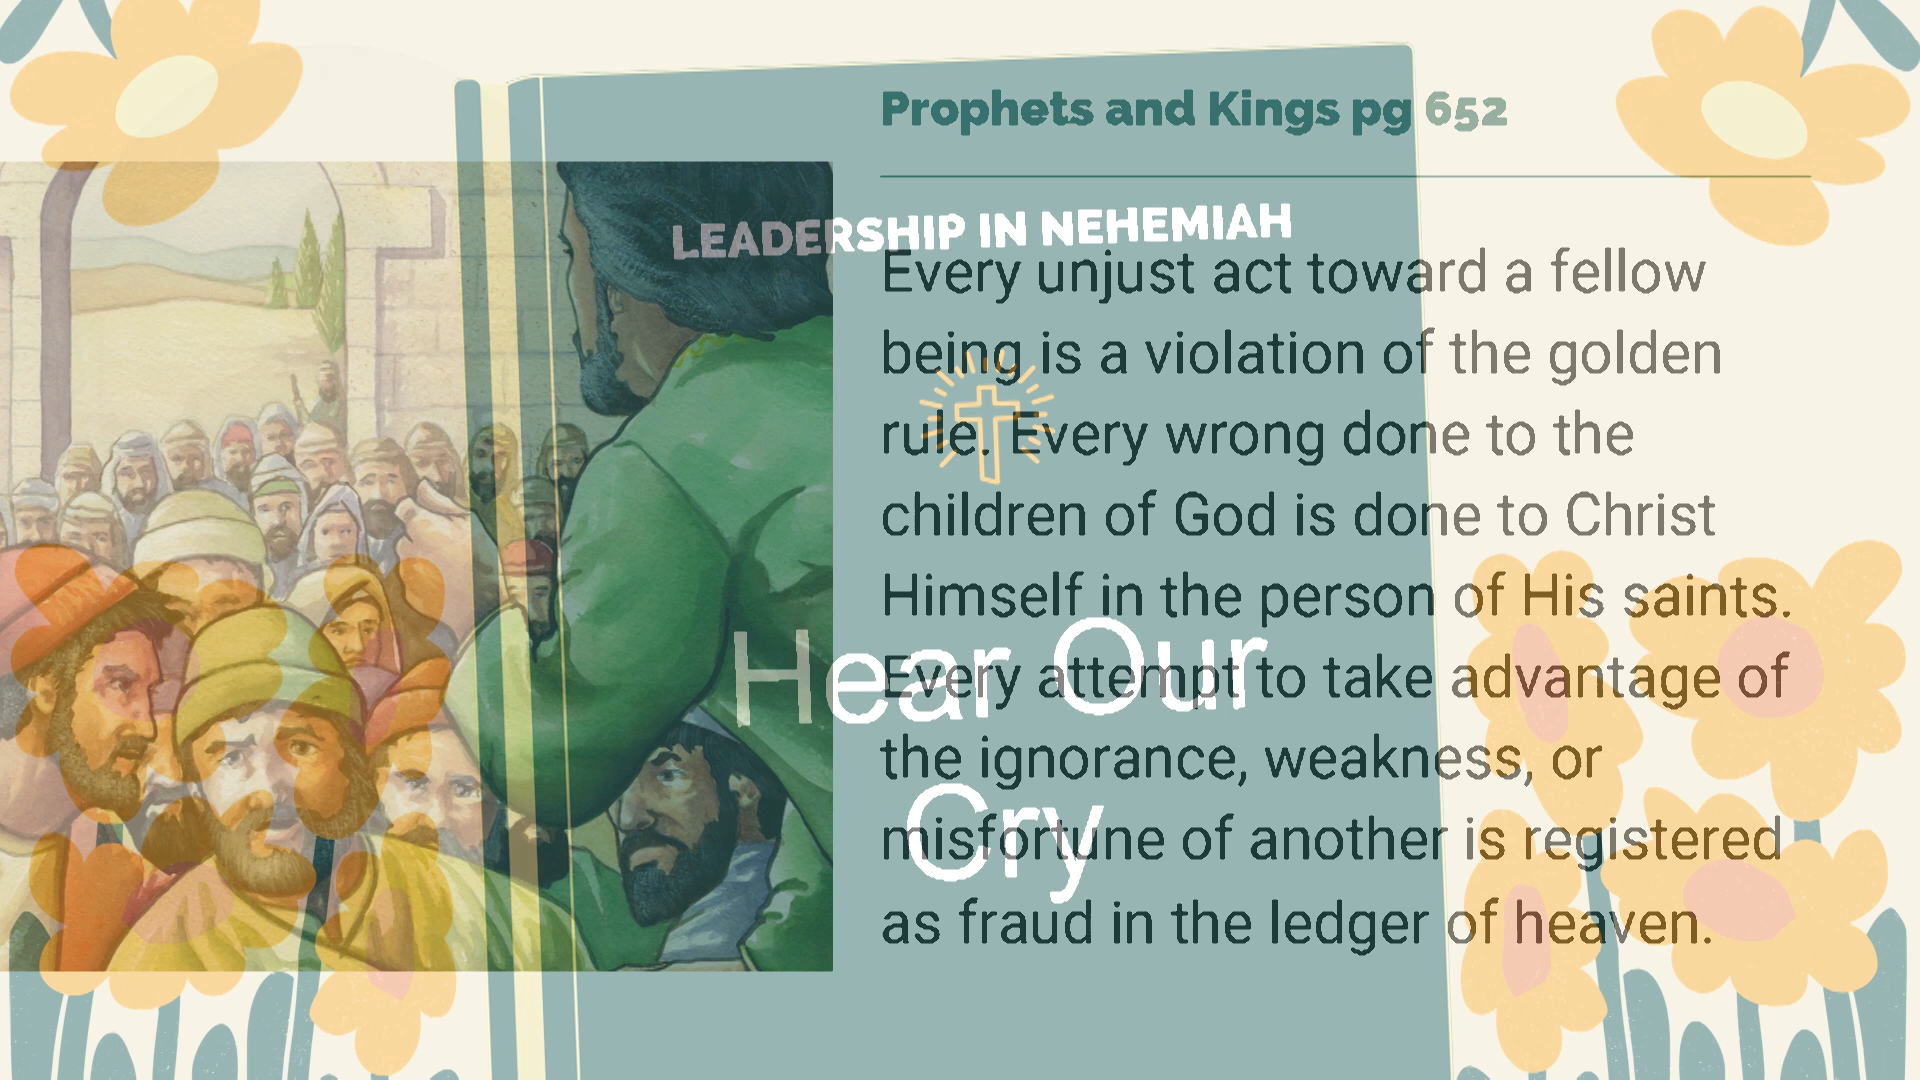 Prophets and Kings pg 652
LEADERSHIP IN NEHEMIAH
Every unjust act toward a fellow
being is a violation of the golden
rule. Every wrong done to the
children of God is done to Christ
Himself in the person of His saints.
Every attempt to take advantage of
the ignorance, weakness, or
misfortune of another is registered
as fraud in the ledger of heaven.
Hear Our
Cry